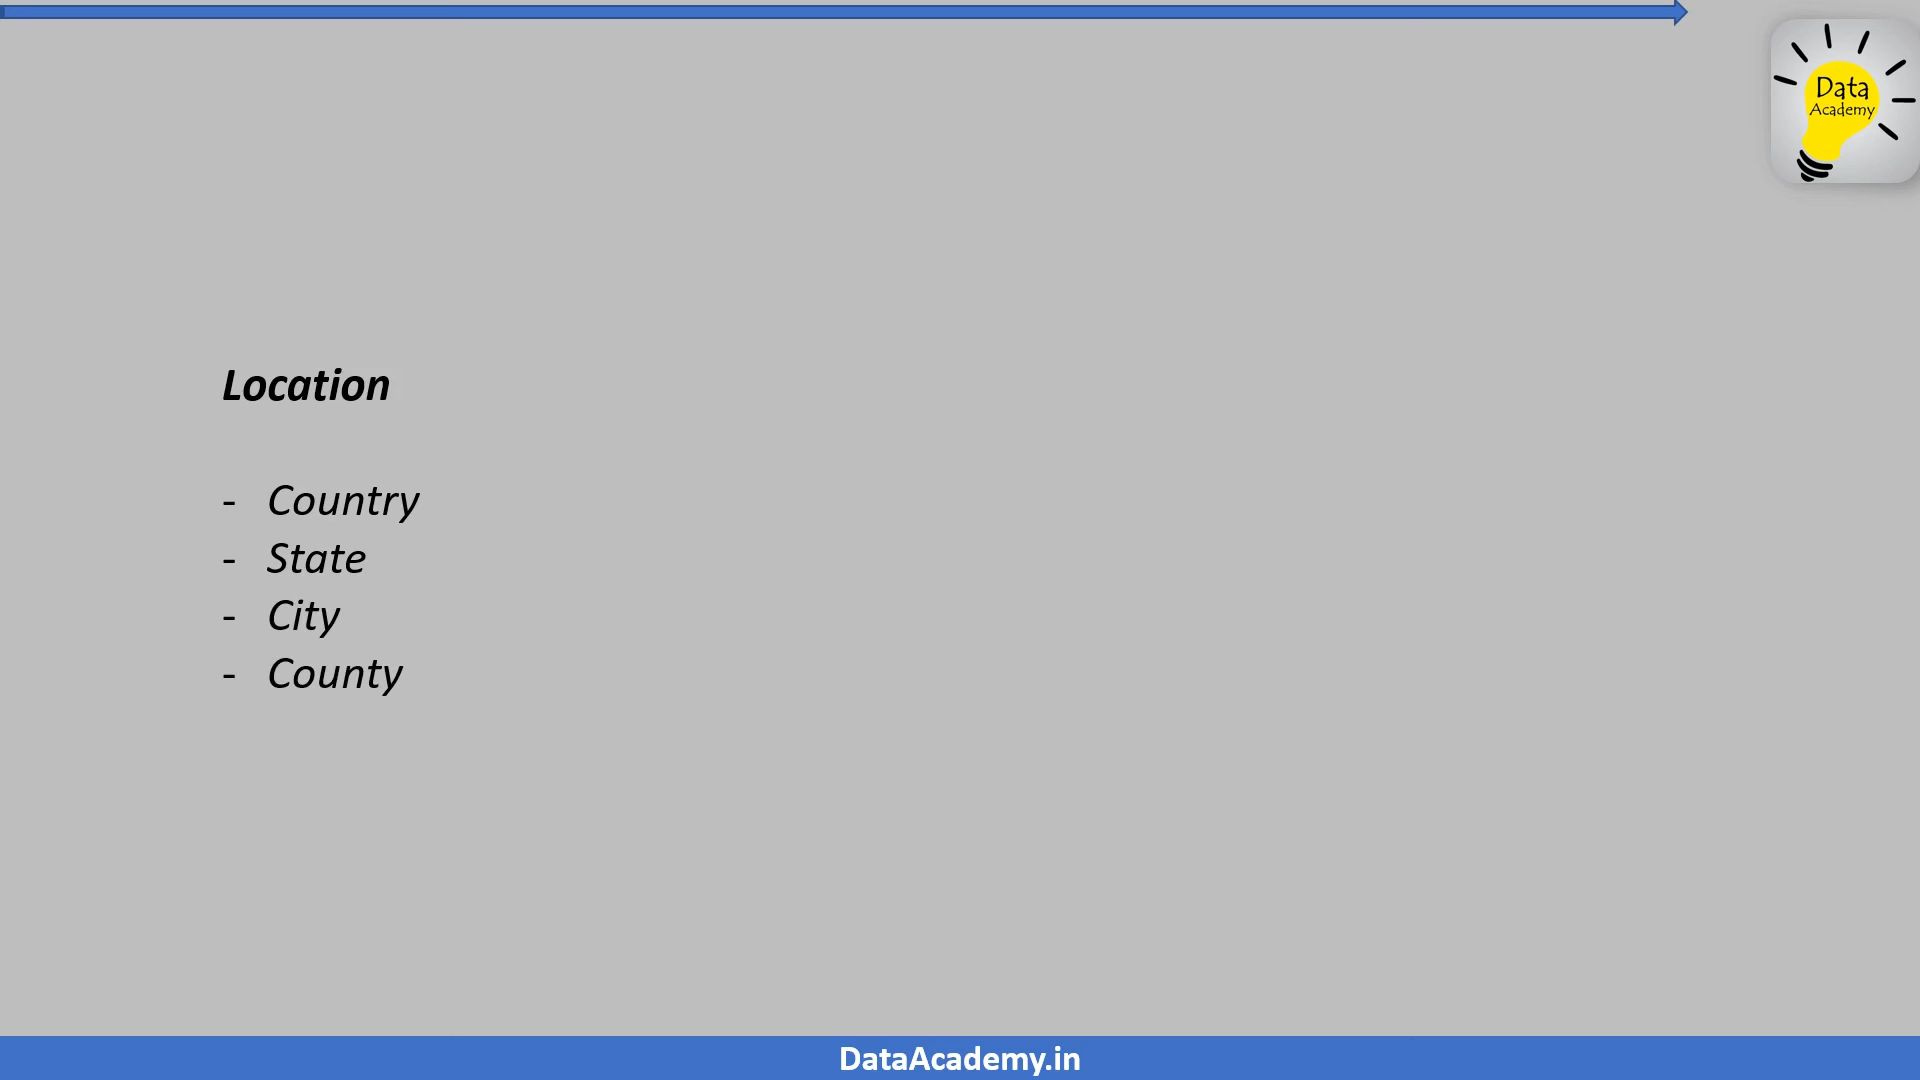 Data
Academy
Location
- Country
- State
- City
- County
DataAcademy.in